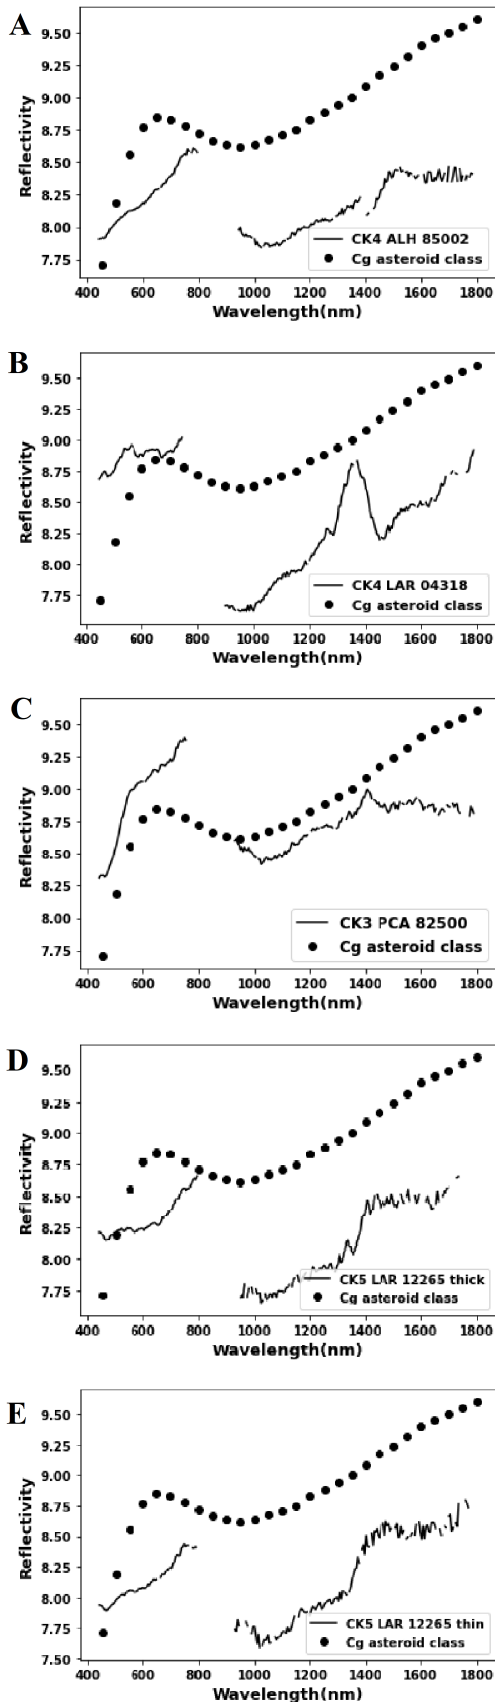 A
9.50
9.25
9.00
8.75
8.50
8.25
8.00
7.75
Reflectivity
CK4 ALH 85002
Cg asteroid class
400 600 800 1000 1200 1400 1600 1800
Wavelength(nm)
B
9.50
9.25
9.00
8.75
8.50
8.25
8.00
7.75
Reflectivity
CK4 LAR 04318
Cg asteroid class
400 600 800 1000 1200 1400 1600 1800
Wavelength(nm)
C
9.50
9.25
9.00
8.75
8.50
8.25
8.00
7.75
Reflectivity
CK3 PCA 82500
Cg asteroid class
400 600 800 1000 1200 1400 1600 1800
Wavelength(nm)
D
9.50
9.25
9.00
8.75
8.50
8.25
8.00
7.75
Reflectivity
CK5 LAR 12265 thick
Cg asteroid class
400 600 800 1000 1200 1400 1600 1800
Wavelength(nm)
E
9.50
9.25
9.00
8.75
8.50
8.25
8.00
7.75
7.50
Reflectivity
CK5 LAR 12265 thin
Cg asteroid class
400 600 800 1000 1200 1400 1600 1800
Wavelength(nm)